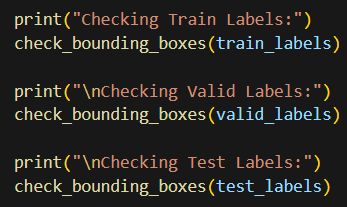 print("Checking Train Labels:")
check_bounding_boxes(train_labels)
print("\nChecking Valid Labels:")
check_bounding_boxes(valid_labels)
print("\nChecking Test Labels:")
check_bounding_boxes(test_labels)